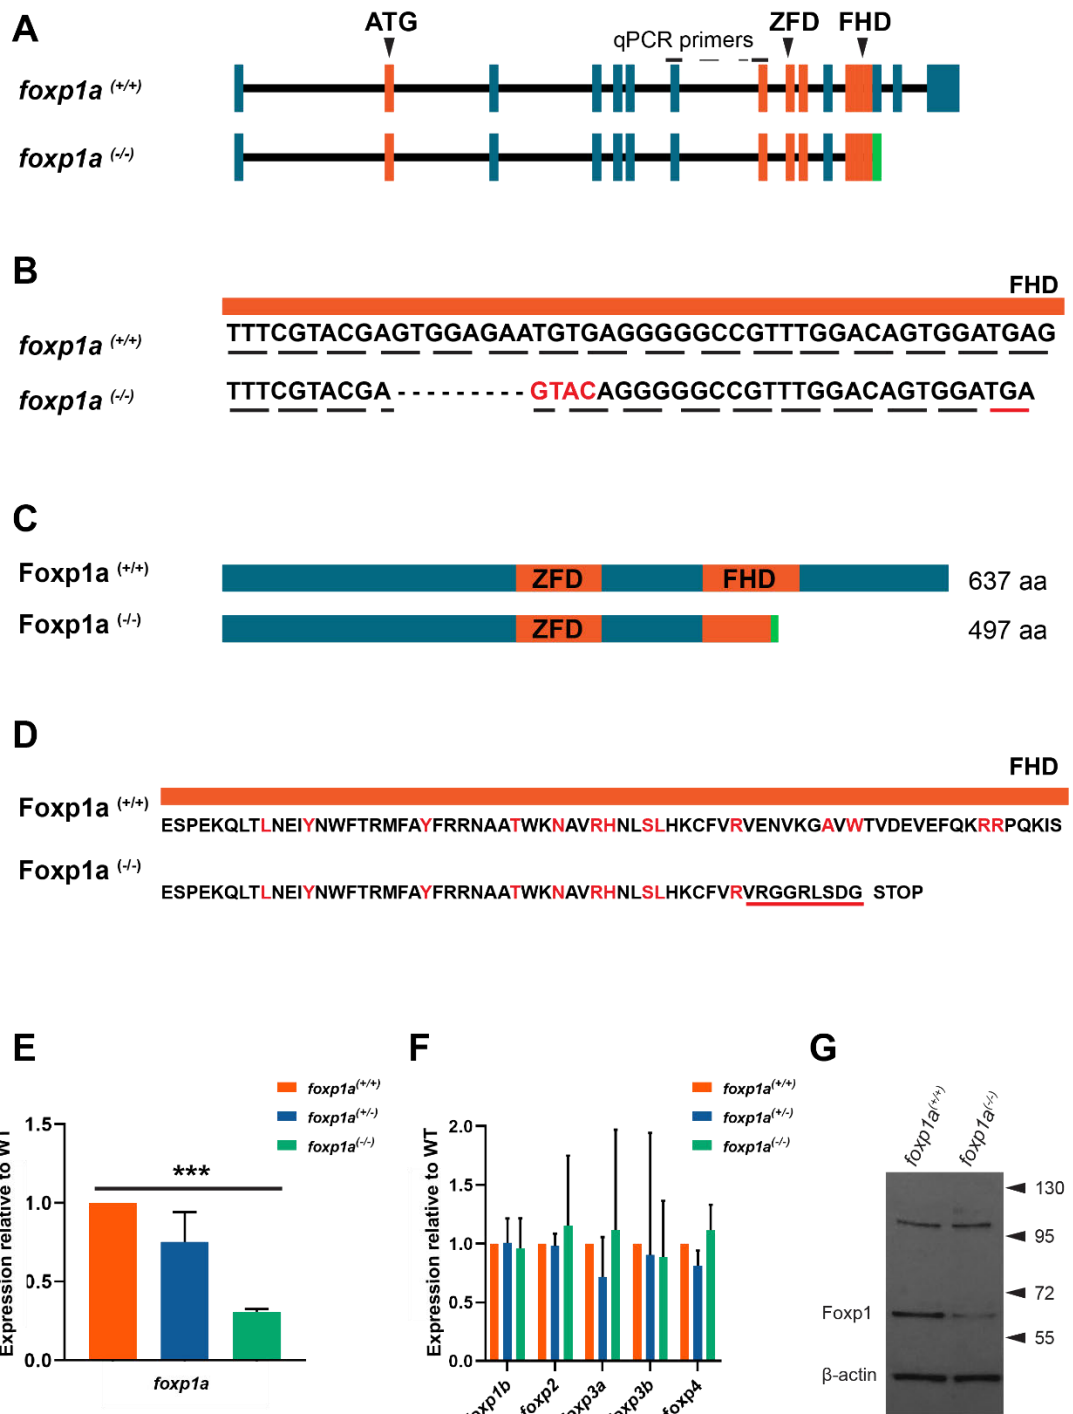 A
ATG
ZFD
FHD
qPCR primers
foxp1a (+/+)
foxp1a (-/-)
B
FHD
foxp1a (+/+)
TTTCGTACGAGTGGAGAATGTGAGGGGGCCGTTTGGACAGTGGATGAG
foxp1a (-/-)
TTTCGTACGA----------GTACAGGGGGCCGTTTGGACAGTGGATGA
C
Foxp1a (+/+)
ZFD
FHD
637 aa
Foxp1a (-/-)
ZFD
497 aa
D
FHD
Foxp1a (+/+)
ESPEKQLTLNEIYNWFTRMFAYFRRNAATWKNAVRHNLSLHKCFVRVENVKGAVWTVDEVEFQKRRPQKIS
Foxp1a (-/-)
ESPEKQLTLNEIYNWFTRMFAYFRRNAATWKNAVRHNLSLHKCFVRVRGGRLSDG STOP
E
foxp1a(+/+)
foxp1a(+/-)
foxp1a(-/-)
Expression relative to WT
1.5
1.0
0.5
0.0
***
foxp1a
F
foxp1a(+/+)
foxp1a(+/-)
foxp1a(-/-)
Expression relative to WT
2.0
1.5
1.0
0.5
0.0
foxp2
foxp4
G
foxp1a(+/+)
foxp1a(-/-)
130
95
72
Foxp1
55
β-actin